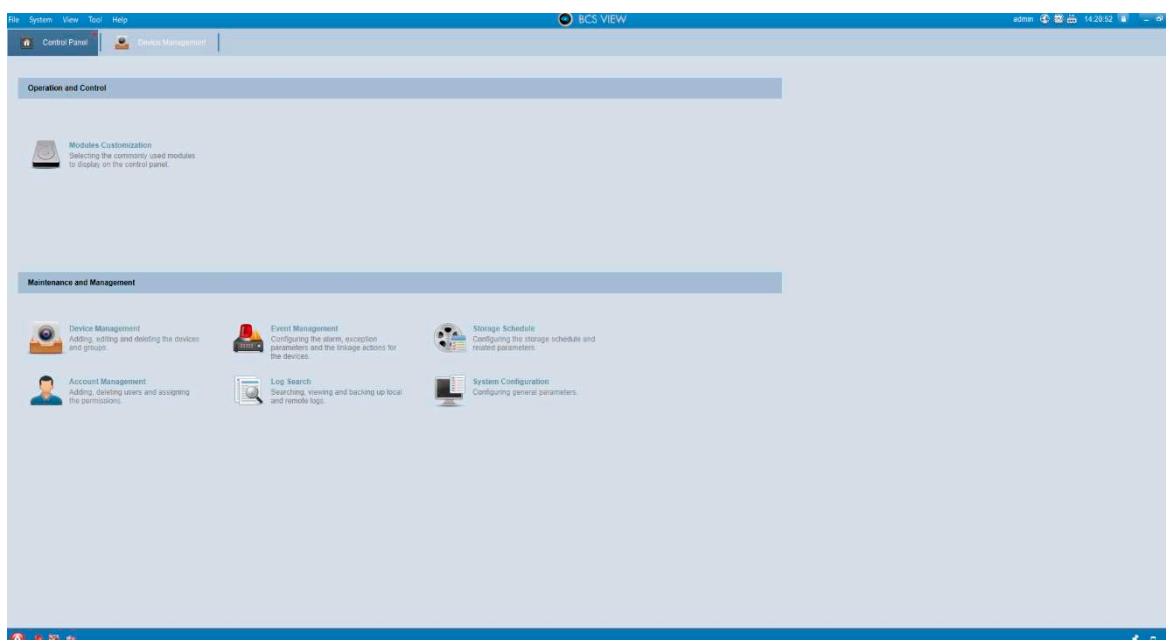 File System View Tool Help
BCS VIEW
admin 14:20:52
Control Panel
Device Management
Operation and Control
Modules Customization
Selecting the commonly used modules
to display on the control panel.
Maintenance and Management
Device Management
Adding, editing and deleting the devices
and groups.
Event Management
Configuring the alarm, exception
parameters and the linkage actions for
the devices.
Storage Schedule
Configuring the storage schedule and
related parameters.
Account Management
Adding, deleting users and assigning
the permissions.
Log Search
Searching, viewing and backing up local
and remote logs.
System Configuration
Configuring general parameters.